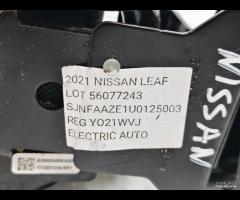 2021 NISSAN LEAF
LOT 56077243
SJNFAAZE1U0125003
REG YO21WVJ
ELECTRIC AUTO
NISSAN